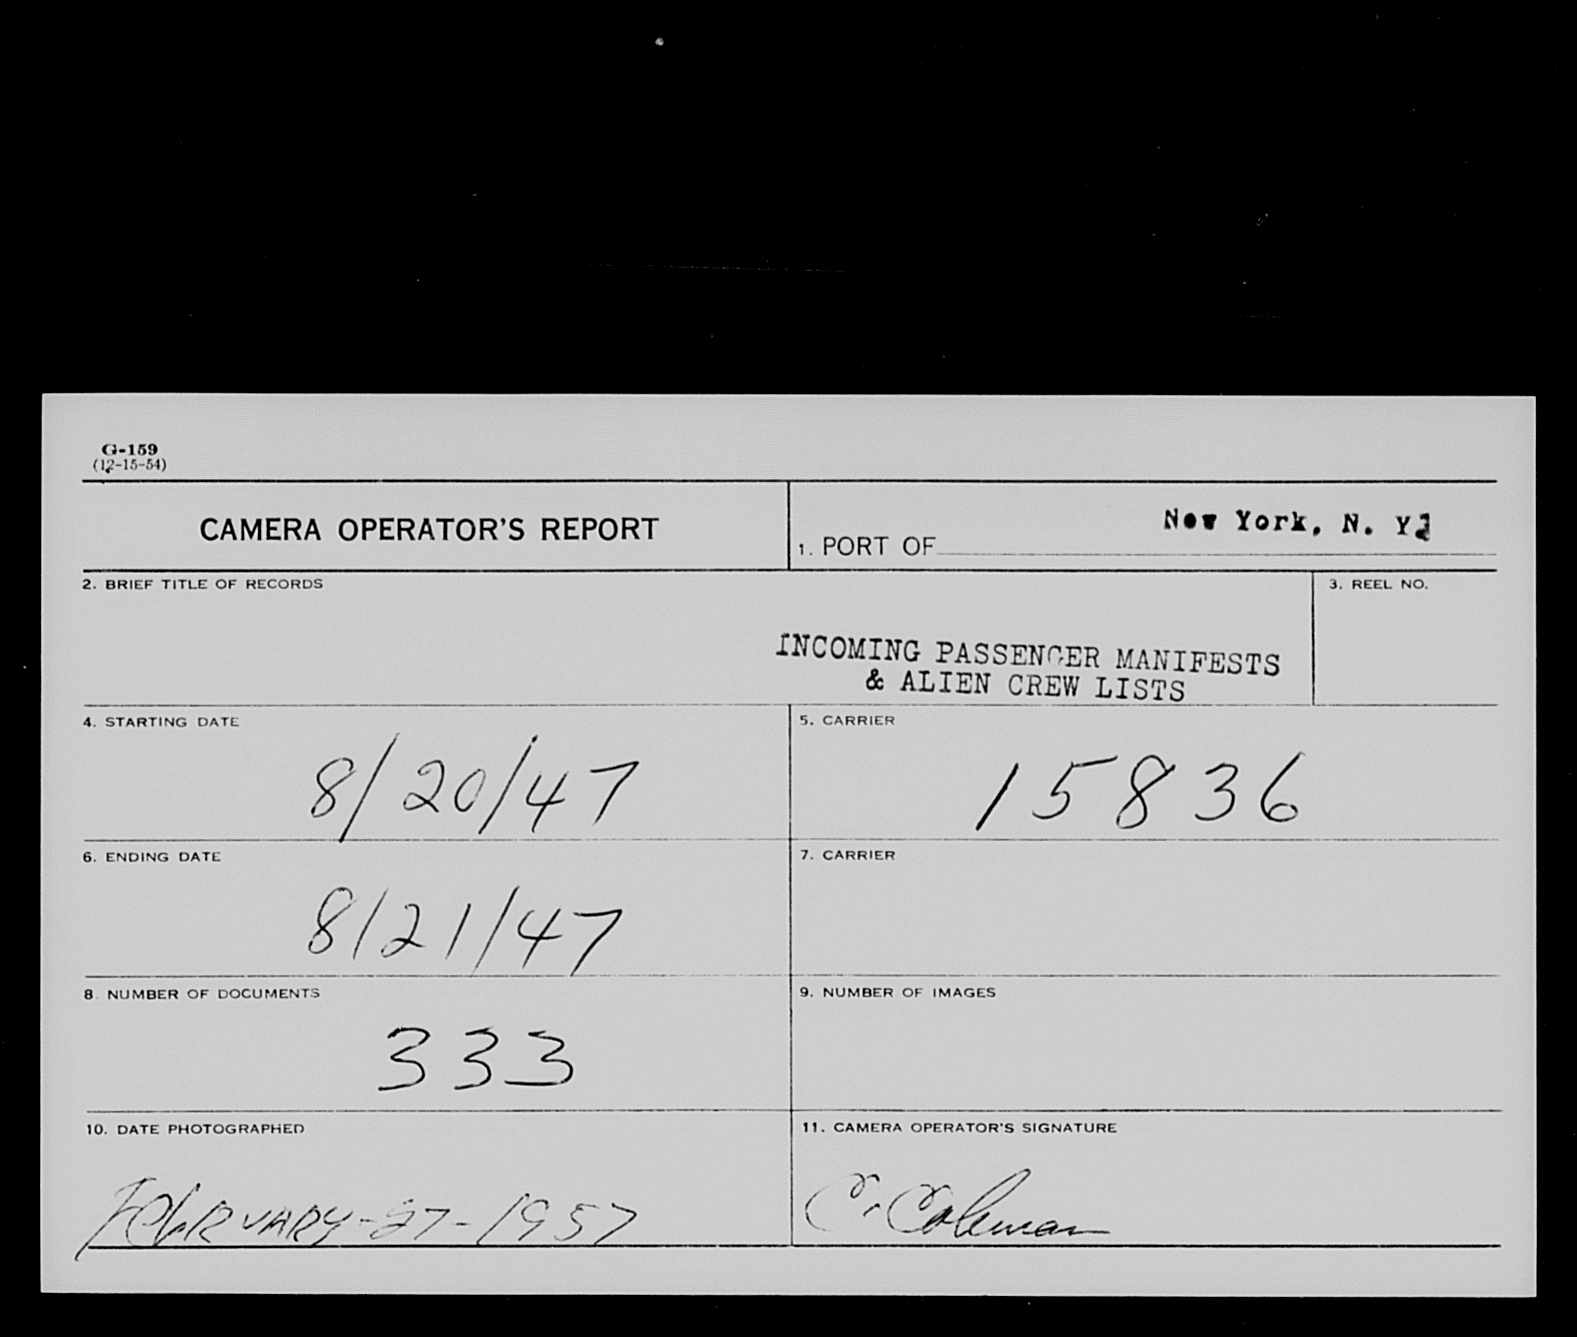 G-159
(12-15-54)
CAMERA OPERATOR'S REPORT
1. PORT OF New York, N. Y.
2. BRIEF TITLE OF RECORDS
INCOMING PASSENGER MANIFESTS
& ALIEN CREW LISTS
3. REEL NO.
4. STARTING DATE
8/20/47
5. CARRIER
15836
6. ENDING DATE
8/21/47
7. CARRIER
8. NUMBER OF DOCUMENTS
333
9. NUMBER OF IMAGES
10. DATE PHOTOGRAPHED
FebRUARY-27-1957
11. CAMERA OPERATOR'S SIGNATURE
C. Coleman